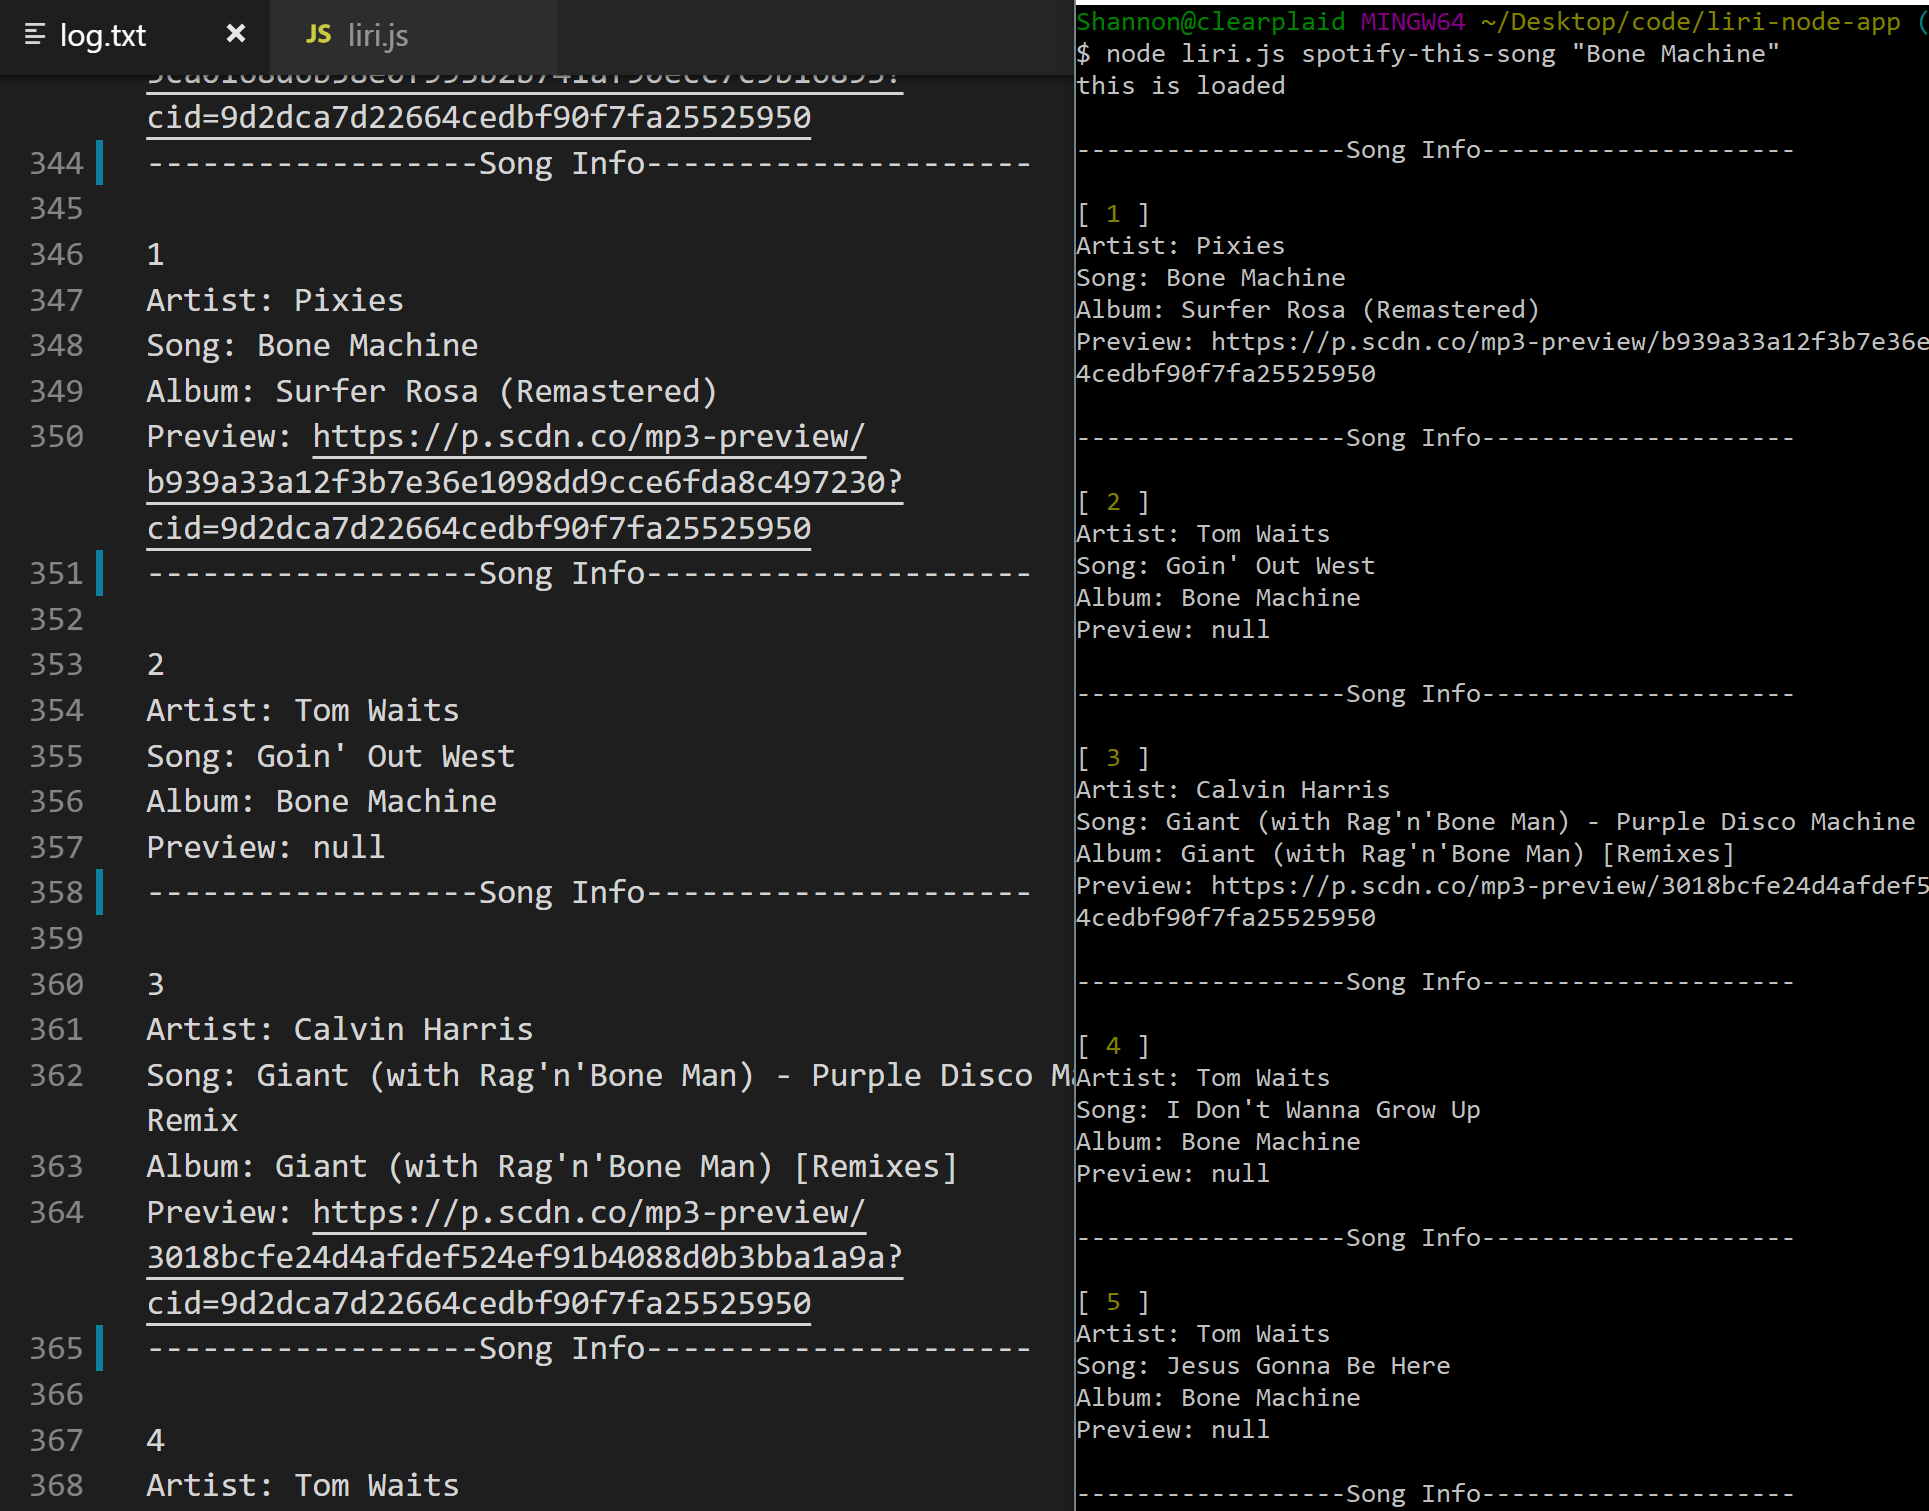 log.txt ×
JS liri.js
cid=9d2dca7d22664cedbf90f7fa25525950
344 ------------------Song Info---------------------
345
346 1
347 Artist: Pixies
348 Song: Bone Machine
349 Album: Surfer Rosa (Remastered)
350 Preview: https://p.scdn.co/mp3-preview/
b939a33a12f3b7e36e1098dd9cce6fda8c497230?
cid=9d2dca7d22664cedbf90f7fa25525950
351 ------------------Song Info---------------------
352
353 2
354 Artist: Tom Waits
355 Song: Goin' Out West
356 Album: Bone Machine
357 Preview: null
358 ------------------Song Info---------------------
359
360 3
361 Artist: Calvin Harris
362 Song: Giant (with Rag'n'Bone Man) - Purple Disco
Remix
363 Album: Giant (with Rag'n'Bone Man) [Remixes]
364 Preview: https://p.scdn.co/mp3-preview/
3018bcfe24d4afdef524ef91b4088d0b3bba1a9a?
cid=9d2dca7d22664cedbf90f7fa25525950
365 ------------------Song Info---------------------
366
367 4
368 Artist: Tom Waits
Shannon@clearplaid MINGW64 ~/Desktop/code/liri-node-app (
$ node liri.js spotify-this-song "Bone Machine"
this is loaded
------------------Song Info---------------------
[ 1 ]
Artist: Pixies
Song: Bone Machine
Album: Surfer Rosa (Remastered)
Preview: https://p.scdn.co/mp3-preview/b939a33a12f3b7e36e
4cedbf90f7fa25525950
------------------Song Info---------------------
[ 2 ]
Artist: Tom Waits
Song: Goin' Out West
Album: Bone Machine
Preview: null
------------------Song Info---------------------
[ 3 ]
Artist: Calvin Harris
Song: Giant (with Rag'n'Bone Man) - Purple Disco Machine
Album: Giant (with Rag'n'Bone Man) [Remixes]
Preview: https://p.scdn.co/mp3-preview/3018bcfe24d4afdef5
4cedbf90f7fa25525950
------------------Song Info---------------------
[ 4 ]
Artist: Tom Waits
Song: I Don't Wanna Grow Up
Album: Bone Machine
Preview: null
------------------Song Info---------------------
[ 5 ]
Artist: Tom Waits
Song: Jesus Gonna Be Here
Album: Bone Machine
Preview: null
------------------Song Info---------------------